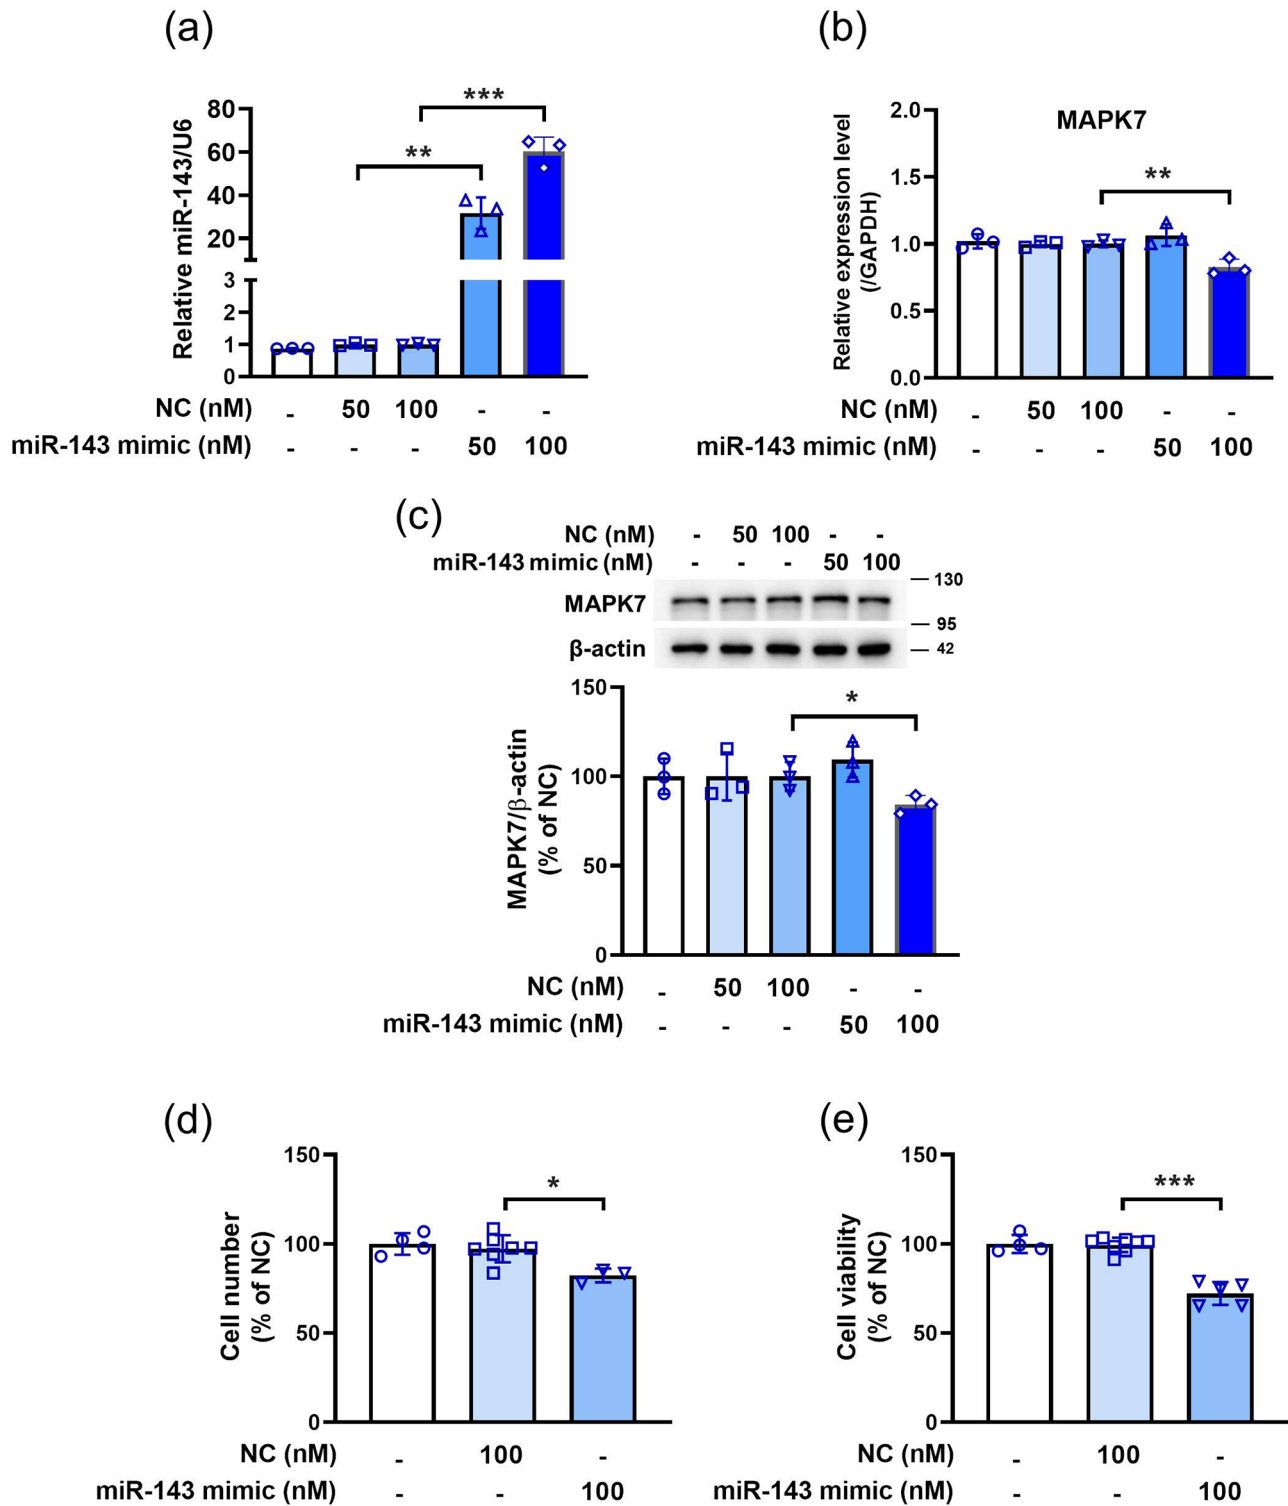 (a)
***
**
80
60
40
20
3
2
1
0
Relative miR-143/U6
NC (nM) - 50 100 - -
miR-143 mimic (nM) - - - 50 100
(b)
MAPK7
**
2.0
1.5
1.0
0.5
0.0
Relative expression level
(/GAPDH)
NC (nM) - 50 100 - -
miR-143 mimic (nM) - - - 50 100
(c)
NC (nM) - 50 100 - -
miR-143 mimic (nM) - - - 50 100
MAPK7
130
95
β-actin
42
*
150
100
50
0
MAPK7/β-actin
(% of NC)
NC (nM) - 50 100 - -
miR-143 mimic (nM) - - - 50 100
(d)
*
150
100
50
0
Cell number
(% of NC)
NC (nM) - 100 -
miR-143 mimic (nM) - - 100
(e)
***
150
100
50
0
Cell viability
(% of NC)
NC (nM) - 100 -
miR-143 mimic (nM) - - 100